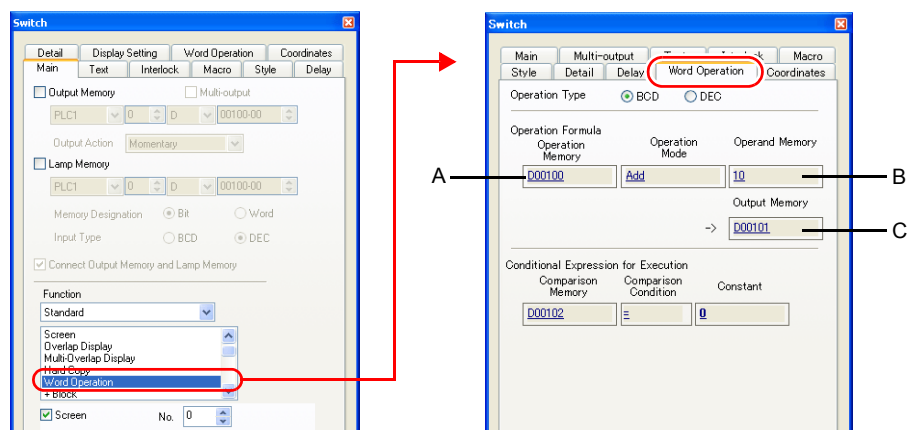 Switch
Detail Display Setting Word Operation Coordinates
Main Text Interlock Macro Style Delay
Output Memory Multi-output
PLC1 0 D 00100-00
Output Action Momentary
Lamp Memory
PLC1 0 D 00100-00
Memory Designation Bit Word
Input Type BCD DEC
Connect Output Memory and Lamp Memory
Function
Standard
Screen
Overlap Display
Multi-Overlap Display
Hard Copy
Word Operation
+ Block
Screen No. 0
Switch
Main Multi-output Macro
Style Detail Delay Word Operation Coordinates
Operation Type BCD DEC
Operation Formula
Operation Memory
Operation Mode
Operand Memory
A D00100 Add 10 B
Output Memory
-> D00101 C
Conditional Expression for Execution
Comparison Memory
Comparison Condition
Constant
D00102 = 0